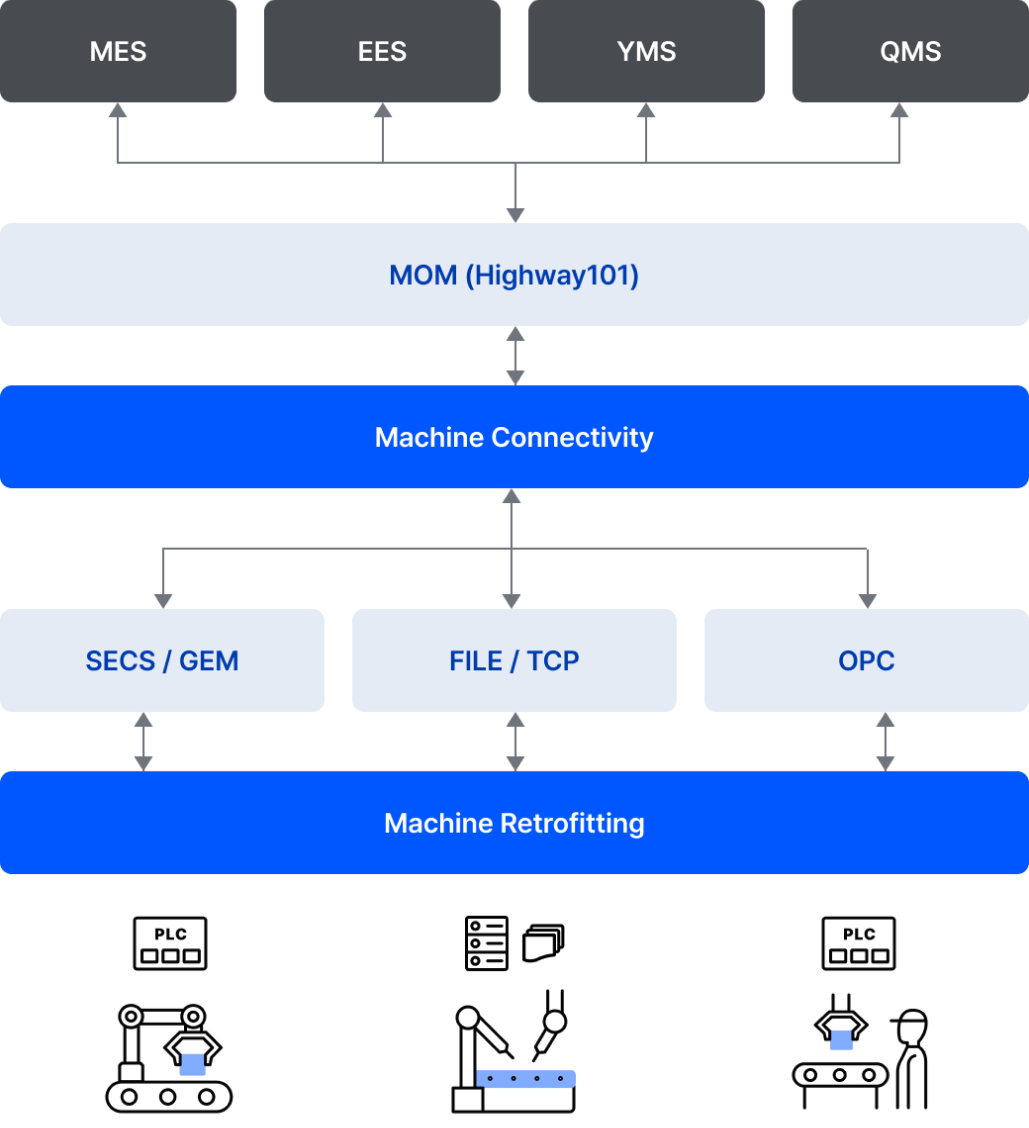 MES
EES
YMS
QMS
MOM (Highway101)
Machine Connectivity
SECS / GEM
FILE / TCP
OPC
Machine Retrofitting
PLC
PLC